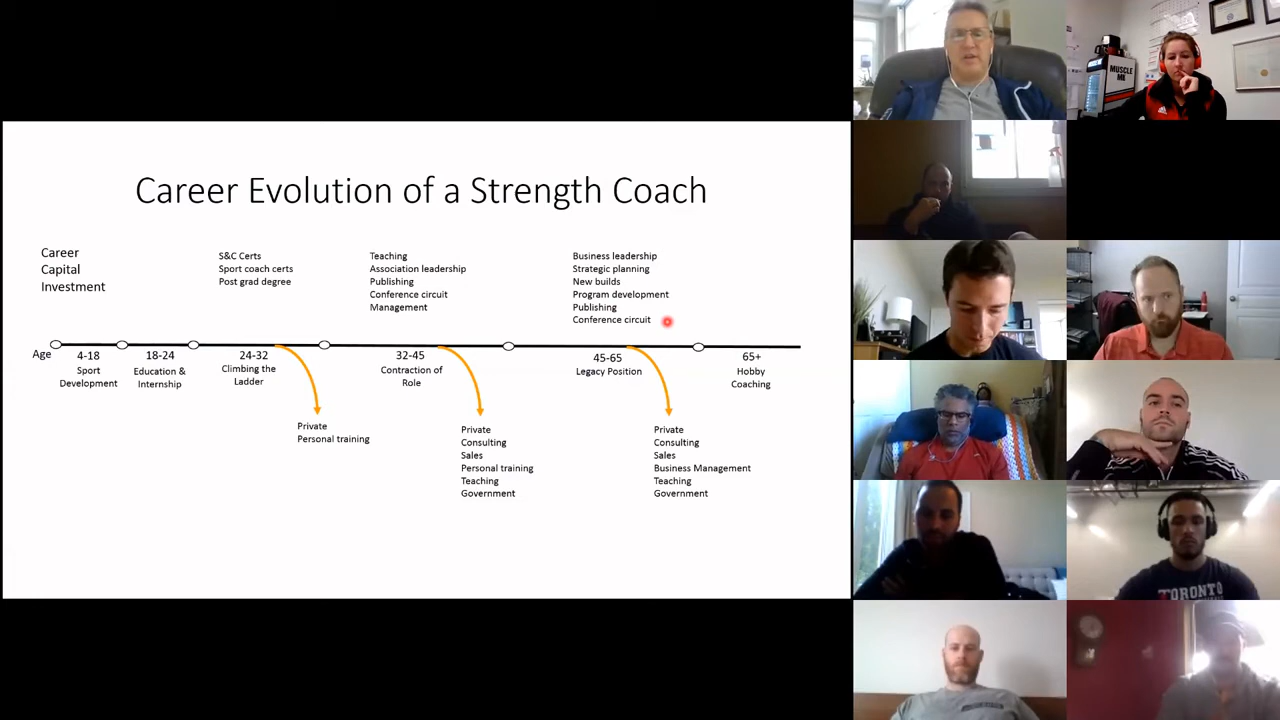 Career Evolution of a Strength Coach
Career
Capital
Investment
S&C Certs
Sport coach certs
Post grad degree
Teaching
Association leadership
Publishing
Conference circuit
Management
Business leadership
Strategic planning
New builds
Program development
Publishing
Conference circuit
Age
4-18
Sport
Development
18-24
Education &
Internship
24-32
Climbing the
Ladder
32-45
Contraction of
Role
45-65
Legacy Position
65+
Hobby
Coaching
Private
Personal training
Private
Consulting
Sales
Personal training
Teaching
Government
Private
Consulting
Sales
Business Management
Teaching
Government
MUSCLE
MILK
TORONTO